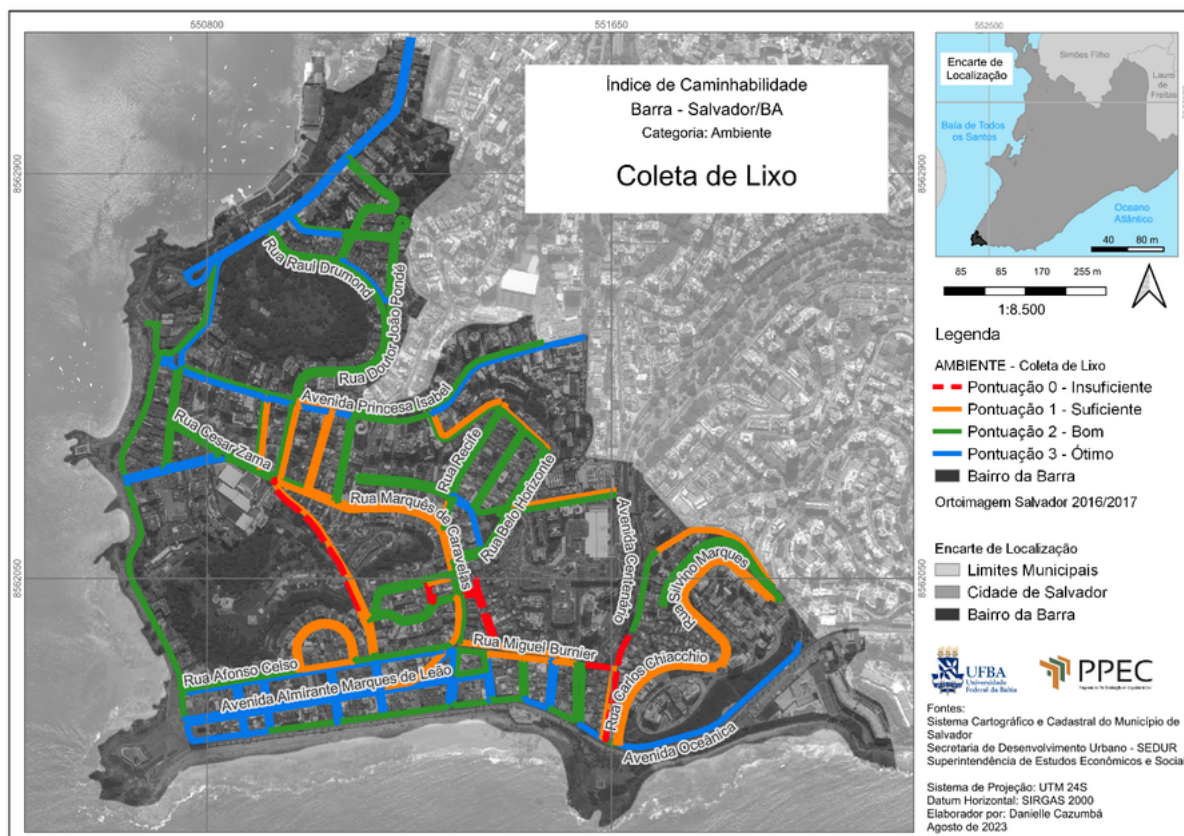 550800
551650
552500
8562900
8562050
8562900
8562050
Índice de Caminhabilidade
Barra - Salvador/BA
Categoria: Ambiente
Coleta de Lixo
Rua Raul Drumond
Rua Doutor João Pondé
Avenida Princesa Isabel
Rua Cesar Zama
Rua Recife
Rua Belo Horizonte
Rua Marquês de Caravelas
Avenida Centenário
Rua Silvino Marques
Rua Miguel Burnier
Rua Carlos Chiacchio
Rua Afonso Celso
Avenida Almirante Marques de Leão
Avenida Oceânica
Encarte de
Localização
Simões Filho
Lauro
de
Freitas
Baía de Todos
os Santos
Oceano
Atlântico
40 80 m
85 85 170 255 m
1:8.500
Legenda
AMBIENTE - Coleta de Lixo
Pontuação 0 - Insuficiente
Pontuação 1 - Suficiente
Pontuação 2 - Bom
Pontuação 3 - Ótimo
Bairro da Barra
Ortoimagem Salvador 2016/2017
Encarte de Localização
Limites Municipais
Cidade de Salvador
Bairro da Barra
UFBA
Universidade
Federal da Bahia
PPEC
Fontes:
Sistema Cartográfico e Cadastral do Município de
Salvador
Secretaria de Desenvolvimento Urbano - SEDUR
Superintendência de Estudos Econômicos e Sociai
Sistema de Projeção: UTM 24S
Datum Horizontal: SIRGAS 2000
Elaborador por: Danielle Cazumbá
Agosto de 2023